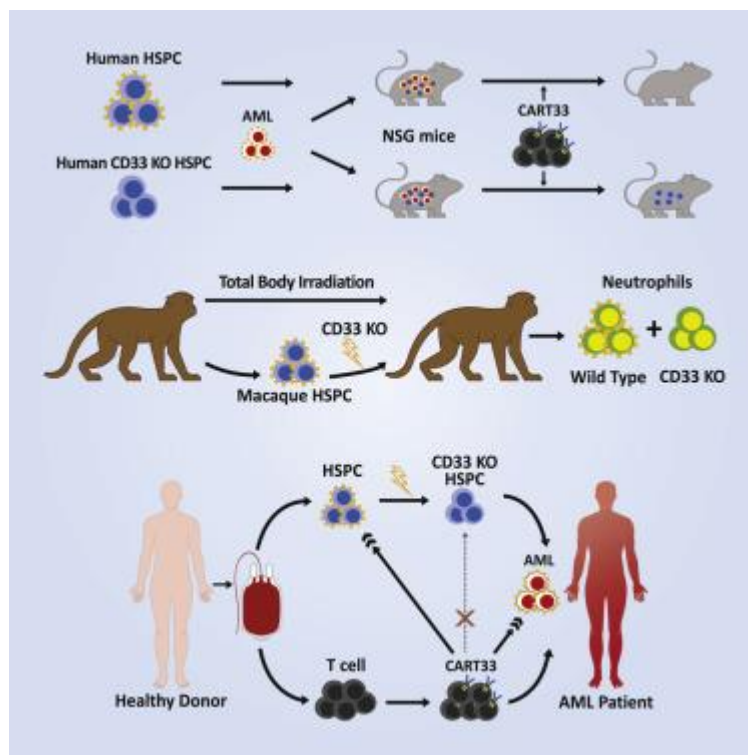 Human HSPC
AML
CART33
NSG mice
Human CD33 KO HSPC
Total Body Irradiation
CD33 KO
Macaque HSPC
Neutrophils
Wild Type
CD33 KO
HSPC
CD33 KO
HSPC
AML
T cell
CART33
Healthy Donor
AML Patient